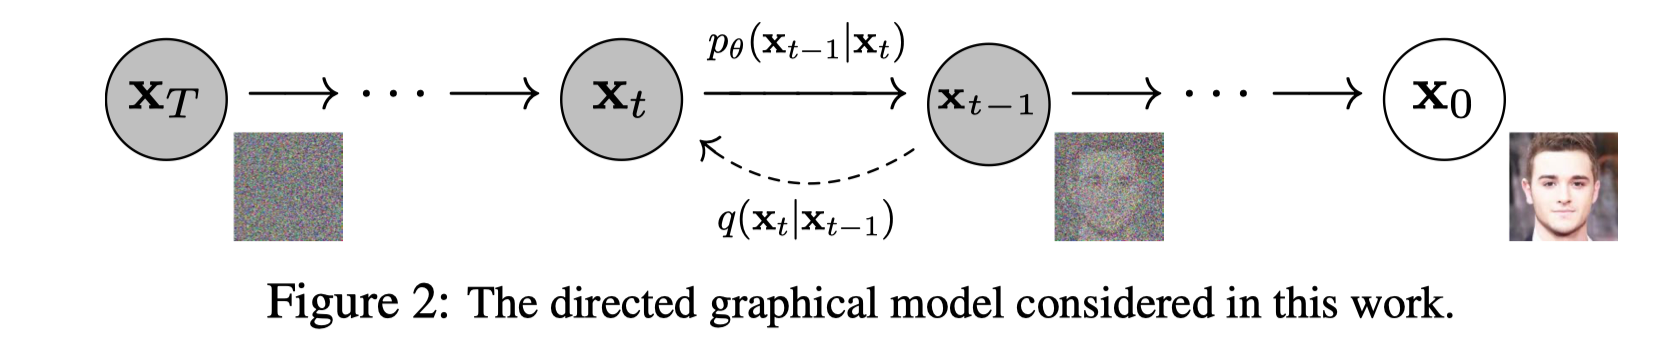 p_θ(x_{t−1}|x_t)
x_T → ··· → x_t → x_{t−1} → ··· → x_0
q(x_t|x_{t−1})
Figure 2: The directed graphical model considered in this work.